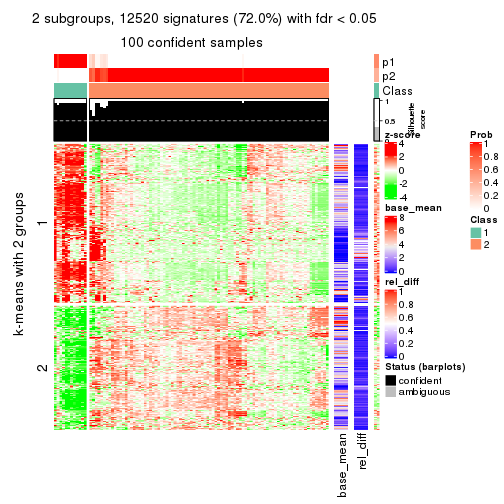 2 subgroups, 12520 signatures (72.0%) with fdr < 0.05
100 confident samples
p1
p2
Class
1
0.5
0
Silhouette
score
k-means with 2 groups
1
2
base_mean
rel_diff
z-score
4
2
0
-2
-4
base_mean
8
6
4
2
0
rel_diff
1
0.8
0.6
0.4
0.2
0
Status (barplots)
confident
ambiguous
Prob
1
0.8
0.6
0.4
0.2
0
Class
1
2